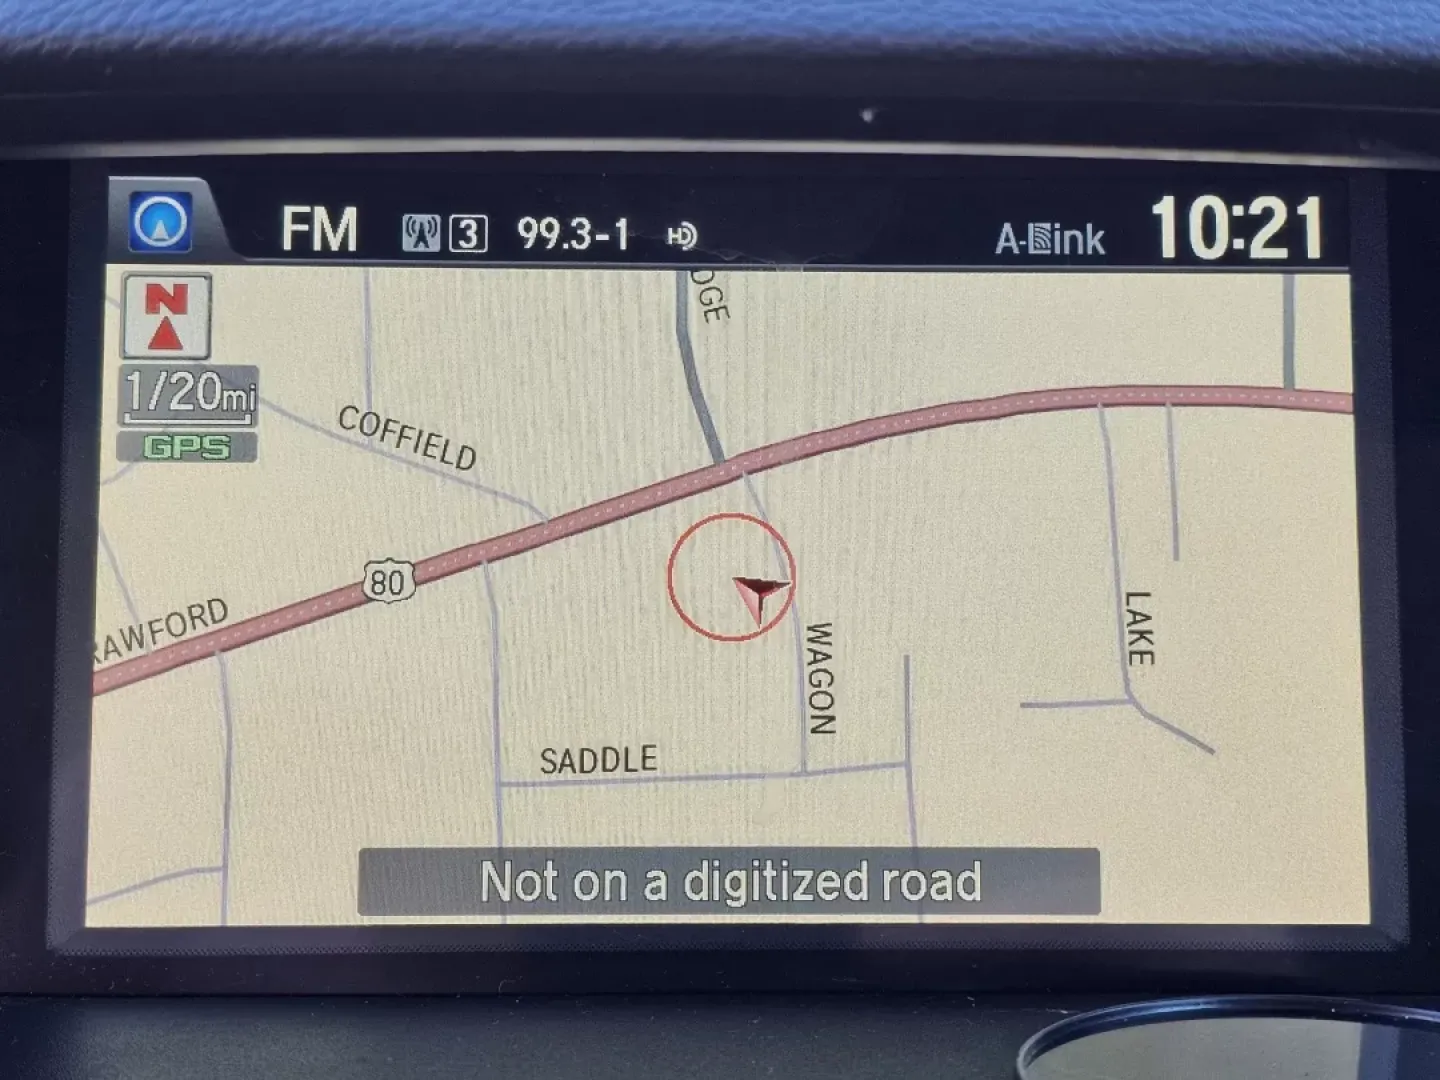 FM 3 99.3-1 HD A-Link 10:21
N
1/20mi
GPS
COFFIELD
80
WAGON
LAKE
SADDLE
Not on a digitized road